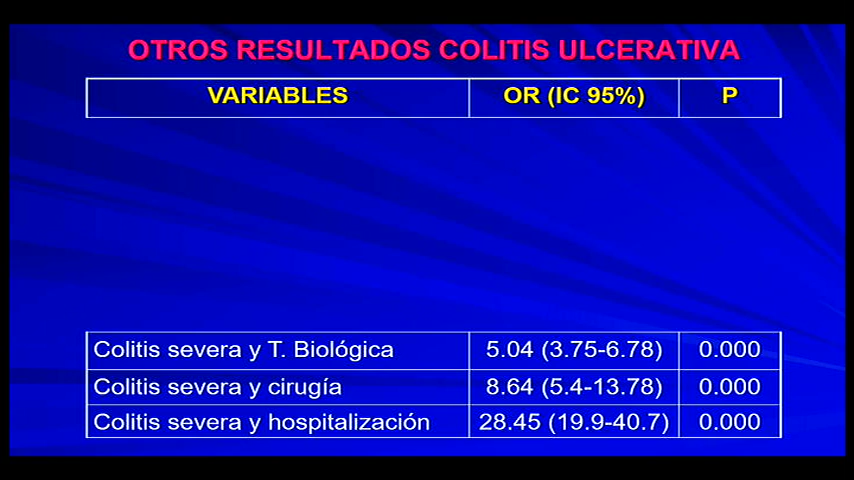 OTROS RESULTADOS COLITIS ULCERATIVA
VARIABLES OR (IC 95%) P
Colitis severa y T. Biológica 5.04 (3.75-6.78) 0.000
Colitis severa y cirugía 8.64 (5.4-13.78) 0.000
Colitis severa y hospitalización 28.45 (19.9-40.7) 0.000